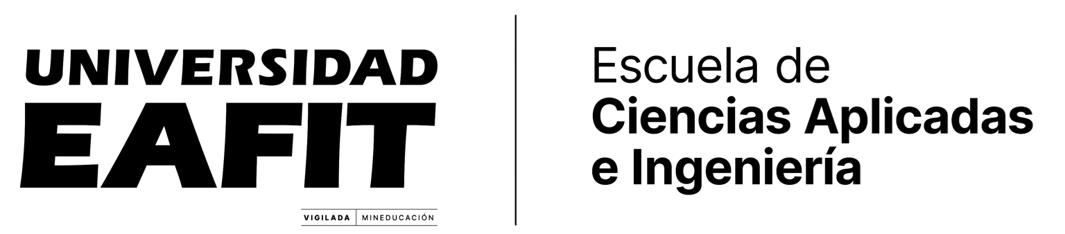 UNIVERSIDAD
EAFIT
VIGILADA MINEDUCACIÓN
Escuela de
Ciencias Aplicadas
e Ingeniería